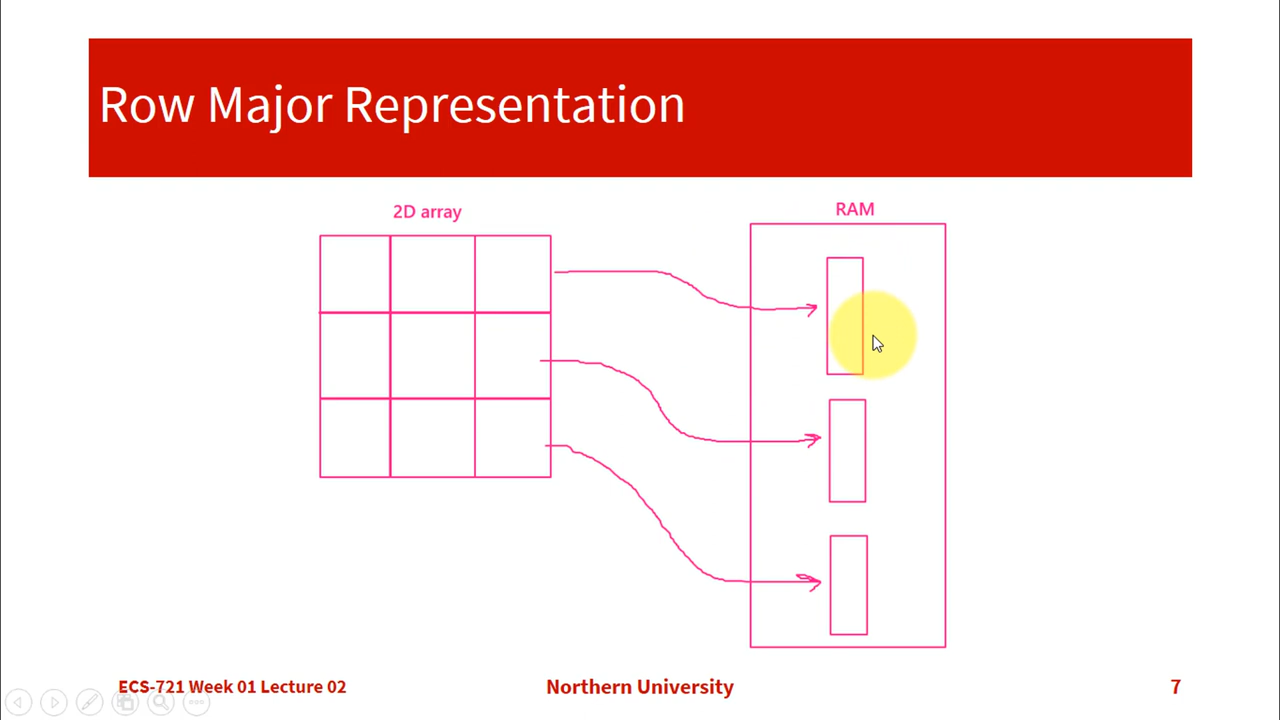 Row Major Representation
2D array
RAM
ECS-721 Week 01 Lecture 02
Northern University
7